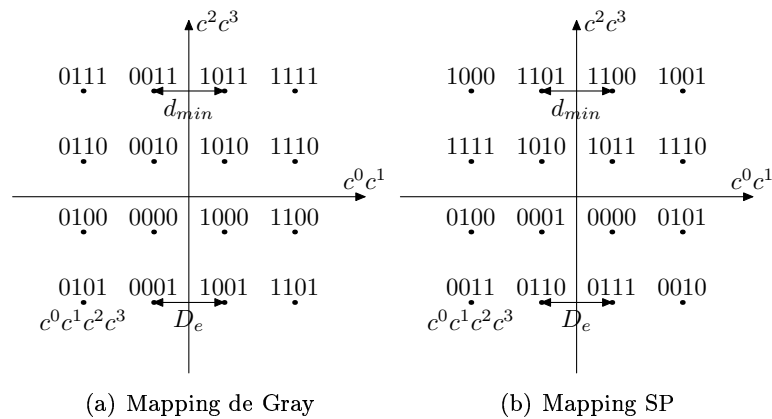 c²c³ c²c³
0111 0011 1011 1111 1000 1101 1100 1001
d_min d_min
0110 0010 1010 1110 1111 1010 1011 1110
c⁰c¹ c⁰c¹
0100 0000 1000 1100 0100 0001 0000 0101
0101 0001 1001 1101 0011 0110 0111 0010
c⁰c¹c²c³ D_e c⁰c¹c²c³ D_e
(a) Mapping de Gray (b) Mapping SP